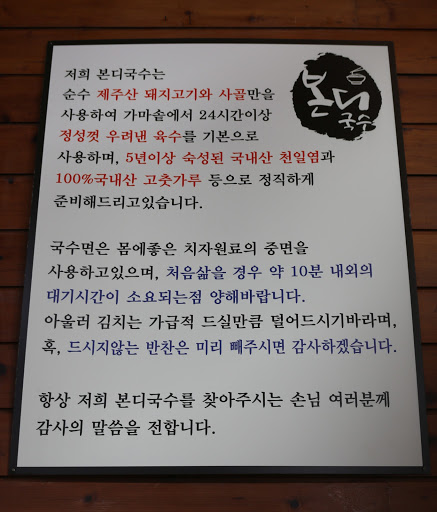 본디
국수
저희 본디국수는
순수 제주산 돼지고기와 사골만을
사용하여 가마솥에서 24시간이상
정성껏 우려낸 육수를 기본으로
사용하며, 5년이상 숙성된 국내산 천일염과
100%국내산 고춧가루 등으로 정직하게
준비해드리고있습니다.
국수면은 몸에좋은 치자원료의 중면을
사용하고있으며, 처음삶을 경우 약 10분 내외의
대기시간이 소요되는점 양해바랍니다.
아울러 김치는 가급적 드실만큼 덜어드시기바라며,
혹, 드시지않는 반찬은 미리 빼주시면 감사하겠습니다.
항상 저희 본디국수를 찾아주시는 손님 여러분께
감사의 말씀을 전합니다.